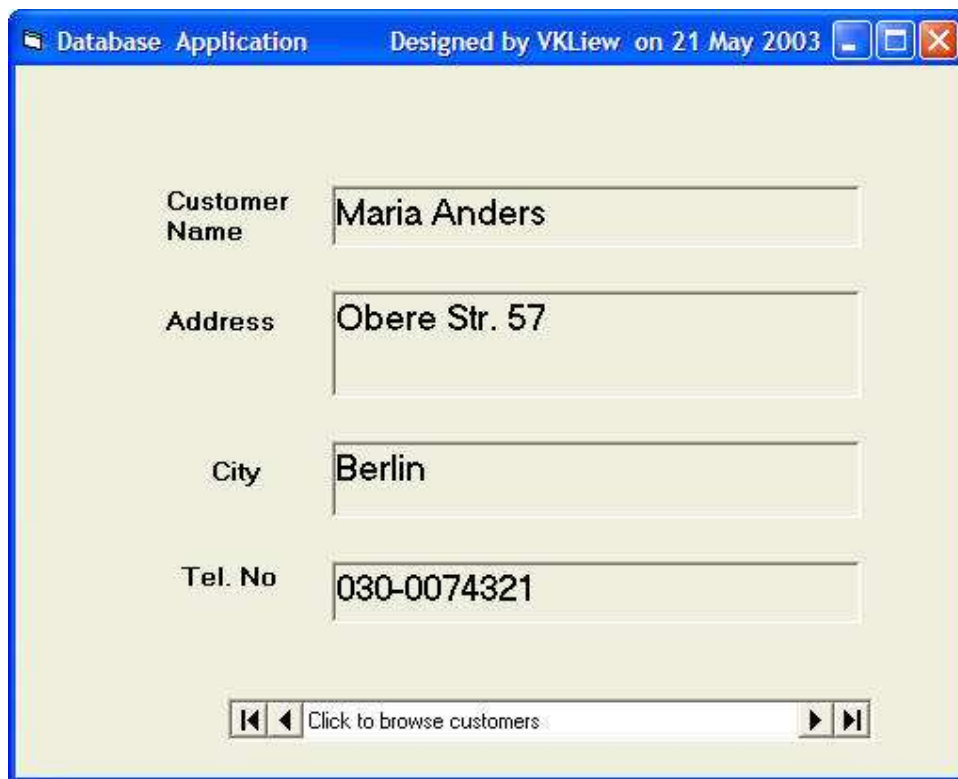 Database Application Designed by VKLiew on 21 May 2003
Customer
Name
Maria Anders
Address
Obere Str. 57
City
Berlin
Tel. No
030-0074321
Click to browse customers